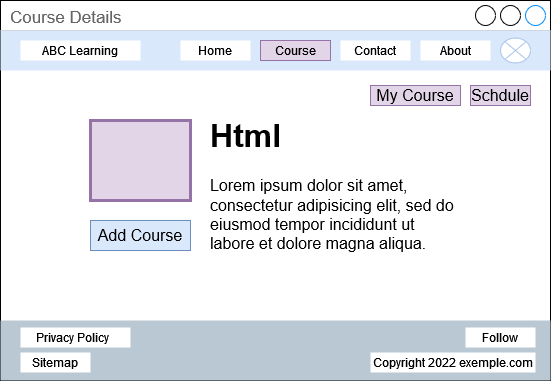 Course Details
ABC Learning
Home
Course
Contact
About
My Course
Schdule
Html
Lorem ipsum dolor sit amet,
consectetur adipisicing elit, sed do
eiusmod tempor incididunt ut
labore et dolore magna aliqua.
Add Course
Privacy Policy
Follow
Sitemap
Copyright 2022 exemple.com